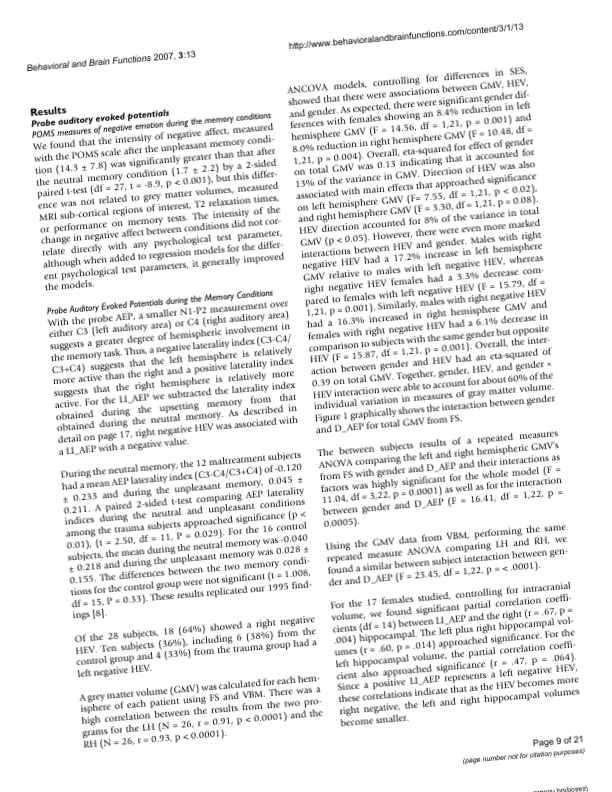 Behavioral and Brain Functions 2007, 3:13
http://www.behavioralandbrainfunctions.com/content/3/1/13
Results
Probe auditory evoked potentials
POMS measures of negative emotion during the memory conditions
We found that the intensity of negative affect, measured
with the POMS scale after the unpleasant memory condi-
tion (14.3 ± 7.8) was significantly greater than that after
the neutral memory condition (1.7 ± 2.2) by a 2-sided
paired t-test (df = 27, t = -8.9, p < 0.001), but this differ-
ence was not related to grey matter volumes, measured
MRI sub-cortical regions of interest, T2 relaxation times,
or performance on memory tests. The intensity of the
change in negative affect between conditions did not cor-
relate directly with any psychological test parameter,
although when added to regression models for the differ-
ent psychological test parameters, it generally improved
the models.
Probe Auditory Evoked Potentials during the Memory Conditions
With the probe AEP, a smaller N1-P2 measurement over
either C3 (left auditory area) or C4 (right auditory area)
suggests a greater degree of hemispheric involvement in
the memory task. Thus, a negative laterality index (C3-C4/
C3+C4) suggests that the left hemisphere is relatively
more active than the right and a positive laterality index
suggests that the right hemisphere is relatively more
active. For the LI_AEP we subtracted the laterality index
obtained during the upsetting memory from that
obtained during the neutral memory. As described in
detail on page 17, right negative HEV was associated with
a LI_AEP with a negative value.
During the neutral memory, the 12 maltreatment subjects
had a mean AEP laterality index (C3-C4/C3+C4) of -0.120
± 0.233 and during the unpleasant memory, 0.045 ±
0.211. A paired 2-sided t-test comparing AEP laterality
indices during the neutral and unpleasant conditions
among the trauma subjects approached significance (p <
0.01), (t = 2.50, df = 11, P = 0.029). For the 16 control
subjects, the mean during the neutral memory was -0.040
± 0.218 and during the unpleasant memory was 0.028 ±
0.155. The differences between the two memory condi-
tions for the control group were not significant (t = 1.008,
df = 15, P = 0.33). These results replicated our 1995 find-
ings [8].
Of the 28 subjects, 18 (64%) showed a right negative
HEV. Ten subjects (36%), including 6 (38%) from the
control group and 4 (33%) from the trauma group had a
left negative HEV.
A grey matter volume (GMV) was calculated for each hem-
isphere of each patient using FS and VBM. There was a
high correlation between the results from the two pro-
grams for the LH (N = 26, r = 0.91, p < 0.0001) and the
RH (N = 26, r = 0.93, p < 0.0001).
ANCOVA models, controlling for differences in SES,
showed that there were associations between GMV, HEV,
and gender. As expected, there were significant gender dif-
ferences with females showing an 8.4% reduction in left
hemisphere GMV (F = 14.56, df = 1,21, p = 0.001) and
8.0% reduction in right hemisphere GMV (F = 10.48, df =
1,21, p = 0.004). Overall, eta-squared for effect of gender
on total GMV was 0.13 indicating that it accounted for
13% of the variance in GMV. Direction of HEV was also
associated with main effects that approached significance
on left hemisphere GMV (F= 7.55, df = 1,21, p < 0.02),
and right hemisphere GMV (F = 3.30, df = 1,21, p = 0.08).
HEV direction accounted for 8% of the variance in total
GMV (p < 0.05). However, there were even more marked
interactions between HEV and gender. Males with right
negative HEV had a 17.2% increase in left hemisphere
GMV relative to males with left negative HEV, whereas
right negative HEV females had a 3.3% decrease com-
pared to females with left negative HEV (F = 15.79, df =
1,21, p = 0.001). Similarly, males with right negative HEV
had a 16.3% increased in right hemisphere GMV and
females with right negative HEV had a 6.1% decrease in
comparison to subjects with the same gender but opposite
HEV (F = 15.87, df = 1,21, p = 0.001). Overall, the inter-
action between gender and HEV had an eta-squared of
0.39 on total GMV. Together, gender, HEV, and gender *
HEV interaction were able to account for about 60% of the
individual variation in measures of gray matter volume.
Figure 1 graphically shows the interaction between gender
and D_AEP for total GMV from FS.
The between subjects results of a repeated measures
ANOVA comparing the left and right hemispheric GMV's
from FS with gender and D_AEP and their interactions as
factors was highly significant for the whole model (F =
11.04, df = 3,22, p = 0.0001) as well as for the interaction
between gender and D_AEP (F = 16.41, df = 1,22, p =
0.0005).
Using the GMV data from VBM, performing the same
repeated measure ANOVA comparing LH and RH, we
found a similar between subject interaction between gen-
der and D_AEP (F = 23.45, df = 1,22, p = < .0001).
For the 17 females studied, controlling for intracranial
volume, we found significant partial correlation coeffi-
cients (df = 14) between LI_AEP and the right (r = .67, p =
.004) hippocampal. The left plus right hippocampal vol-
umes (r = .60, p = .014) approached significance. For the
left hippocampal volume, the partial correlation coeffi-
cient also approached significance (r = .47, p = .064).
Since a positive LI_AEP represents a left negative HEV,
these correlations indicate that as the HEV becomes more
right negative, the left and right hippocampal volumes
become smaller.
Page 9 of 21
(page number not for citation purposes)